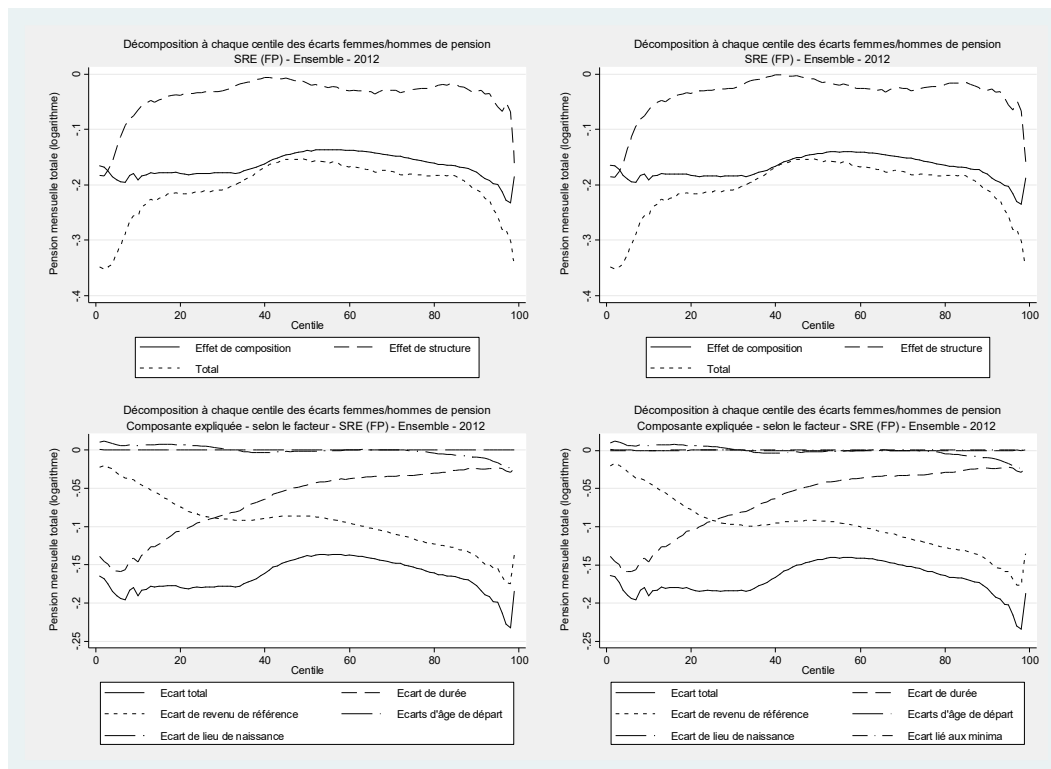 Décomposition à chaque centile des écarts femmes/hommes de pension
SRE (FP) - Ensemble - 2012
Pension mensuelle totale (logarithme)
0
-.1
-.2
-.3
-.4
0 20 40 60 80 100
Centile
Effet de composition Effet de structure
Total
Décomposition à chaque centile des écarts femmes/hommes de pension
SRE (FP) - Ensemble - 2012
Pension mensuelle totale (logarithme)
0
-.1
-.2
-.3
-.4
0 20 40 60 80 100
Centile
Effet de composition Effet de structure
Total
Décomposition à chaque centile des écarts femmes/hommes de pension
Composante expliquée - selon le facteur - SRE (FP) - Ensemble - 2012
Pension mensuelle totale (logarithme)
0
-.05
-.1
-.15
-.2
-.25
0 20 40 60 80 100
Centile
Ecart total Ecart de durée
Ecart de revenu de référence Ecarts d'âge de départ
Ecart de lieu de naissance
Décomposition à chaque centile des écarts femmes/hommes de pension
Composante expliquée - selon le facteur - SRE (FP) - Ensemble - 2012
Pension mensuelle totale (logarithme)
0
-.05
-.1
-.15
-.2
-.25
0 20 40 60 80 100
Centile
Ecart total Ecart de durée
Ecart de revenu de référence Ecarts d'âge de départ
Ecart de lieu de naissance Ecart lié aux minima